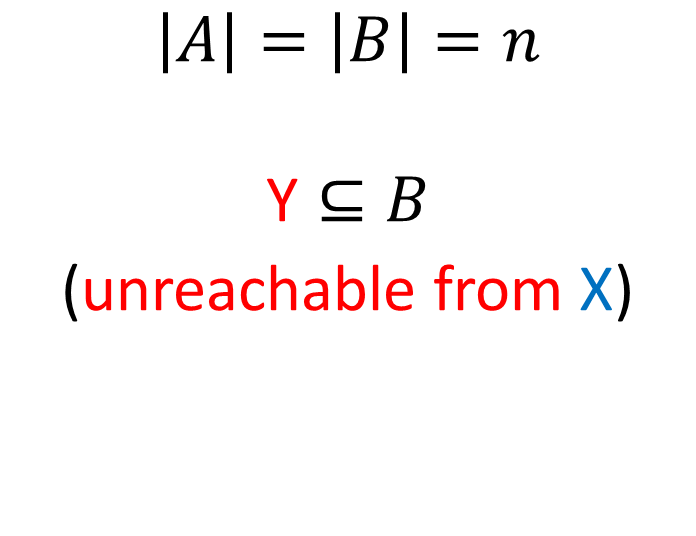 |A| = |B| = n
Y ⊆ B
(unreachable from X)